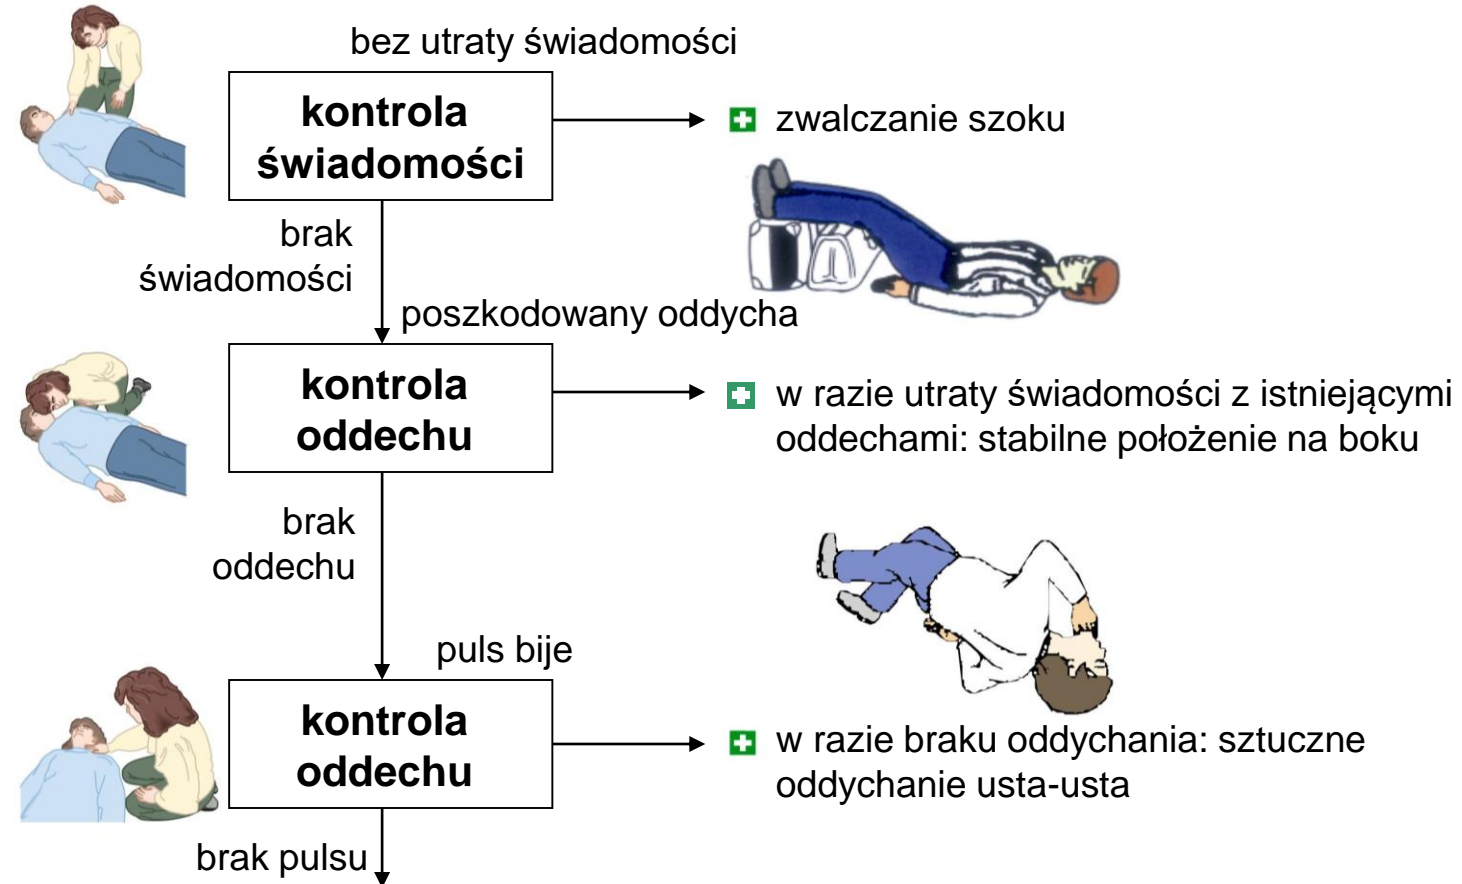 bez utraty świadomości
kontrola
świadomości
zwalczanie szoku
brak
świadomości
poszkodowany oddycha
kontrola
oddechu
w razie utraty świadomości z istniejącymi
oddechami: stabilne położenie na boku
brak
oddechu
puls bije
kontrola
oddechu
w razie braku oddychania: sztuczne
oddychanie usta-usta
brak pulsu